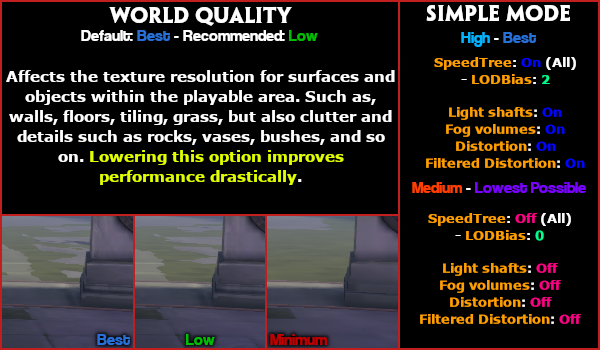 WORLD QUALITY
Default: Best - Recommended: Low
Affects the texture resolution for surfaces and
objects within the playable area. Such as,
walls, floors, tiling, grass, but also clutter and
details such as rocks, vases, bushes, and so
on. Lowering this option improves
performance drastically.
Best
Low
Minimum
SIMPLE MODE
High - Best
SpeedTree: On (All)
- LODBias: 2
Light shafts: On
Fog volumes: On
Distortion: On
Filtered Distortion: On
Medium - Lowest Possible
SpeedTree: Off (All)
- LODBias: 0
Light shafts: Off
Fog volumes: Off
Distortion: Off
Filtered Distortion: Off